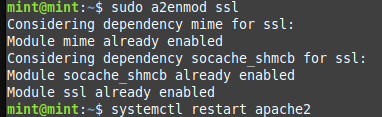 mint@mint:~$ sudo a2enmod ssl
Considering dependency mime for ssl:
Module mime already enabled
Considering dependency socache_shmcb for ssl:
Module socache_shmcb already enabled
Module ssl already enabled
mint@mint:~$ systemctl restart apache2